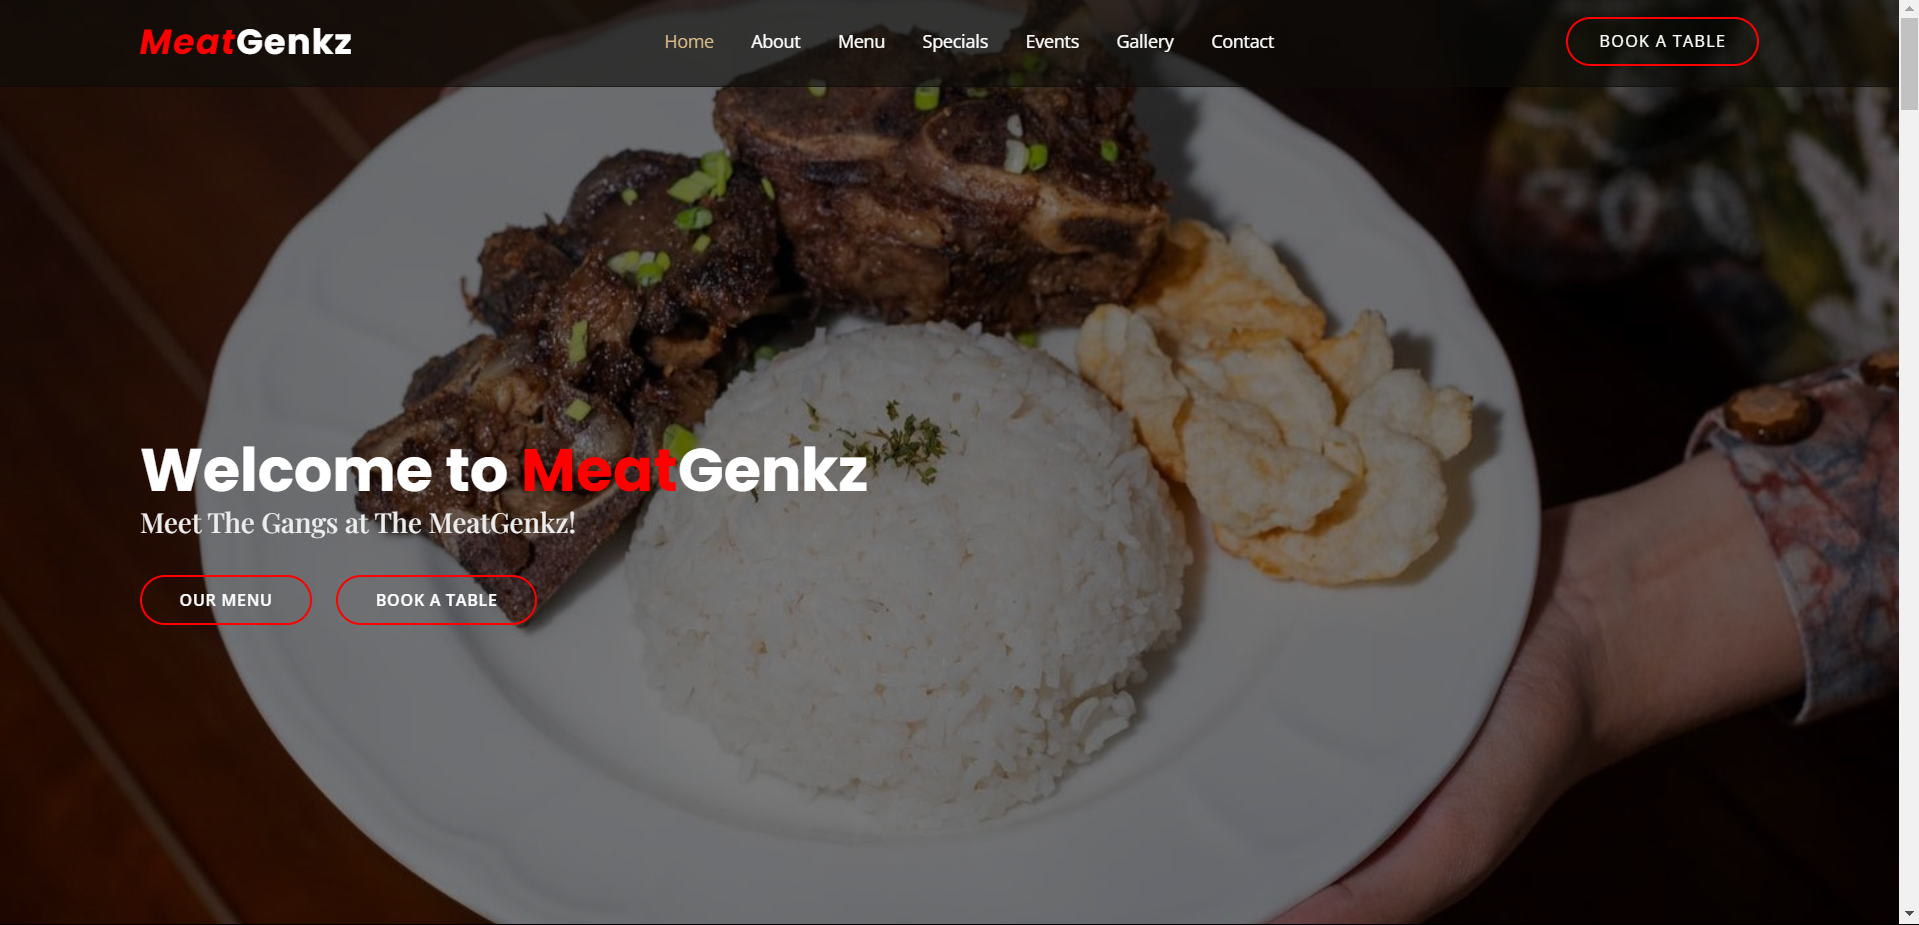 MeatGenkz
Home About Menu Specials Events Gallery Contact
BOOK A TABLE
Welcome to MeatGenkz
Meet The Gangs at The MeatGenkz!
OUR MENU
BOOK A TABLE